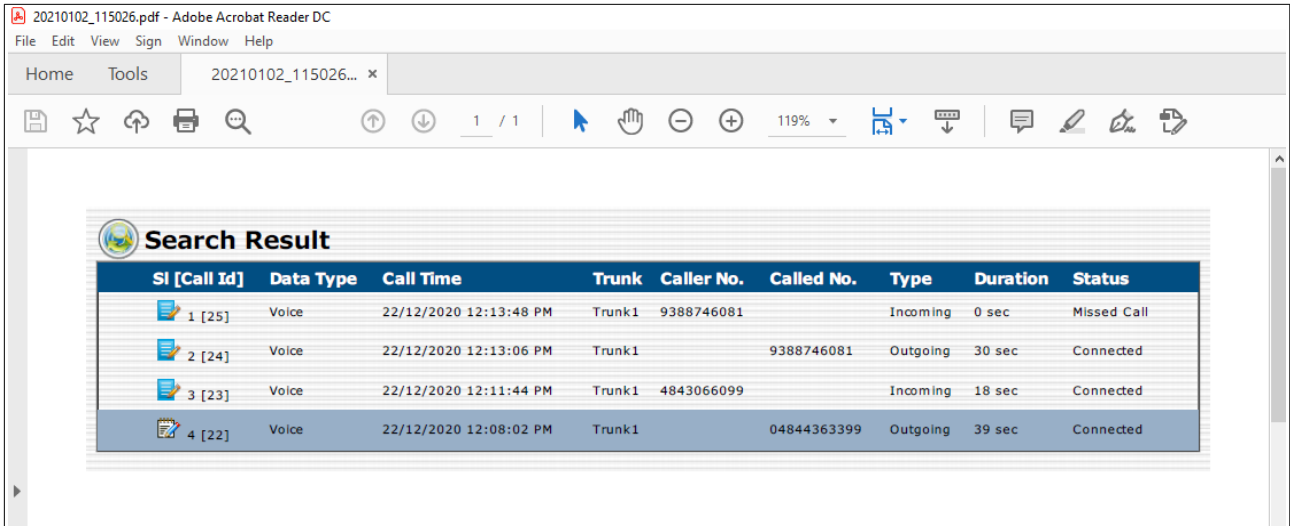 20210102_115026.pdf - Adobe Acrobat Reader DC
File Edit View Sign Window Help
Home Tools 20210102_115026... ×
1 / 1 119%
Search Result
Sl [Call Id] Data Type Call Time Trunk Caller No. Called No. Type Duration Status
1 [25] Voice 22/12/2020 12:13:48 PM Trunk1 9388746081 Incoming 0 sec Missed Call
2 [24] Voice 22/12/2020 12:13:06 PM Trunk1 9388746081 Outgoing 30 sec Connected
3 [23] Voice 22/12/2020 12:11:44 PM Trunk1 4843066099 Incoming 18 sec Connected
4 [22] Voice 22/12/2020 12:08:02 PM Trunk1 04844363399 Outgoing 39 sec Connected